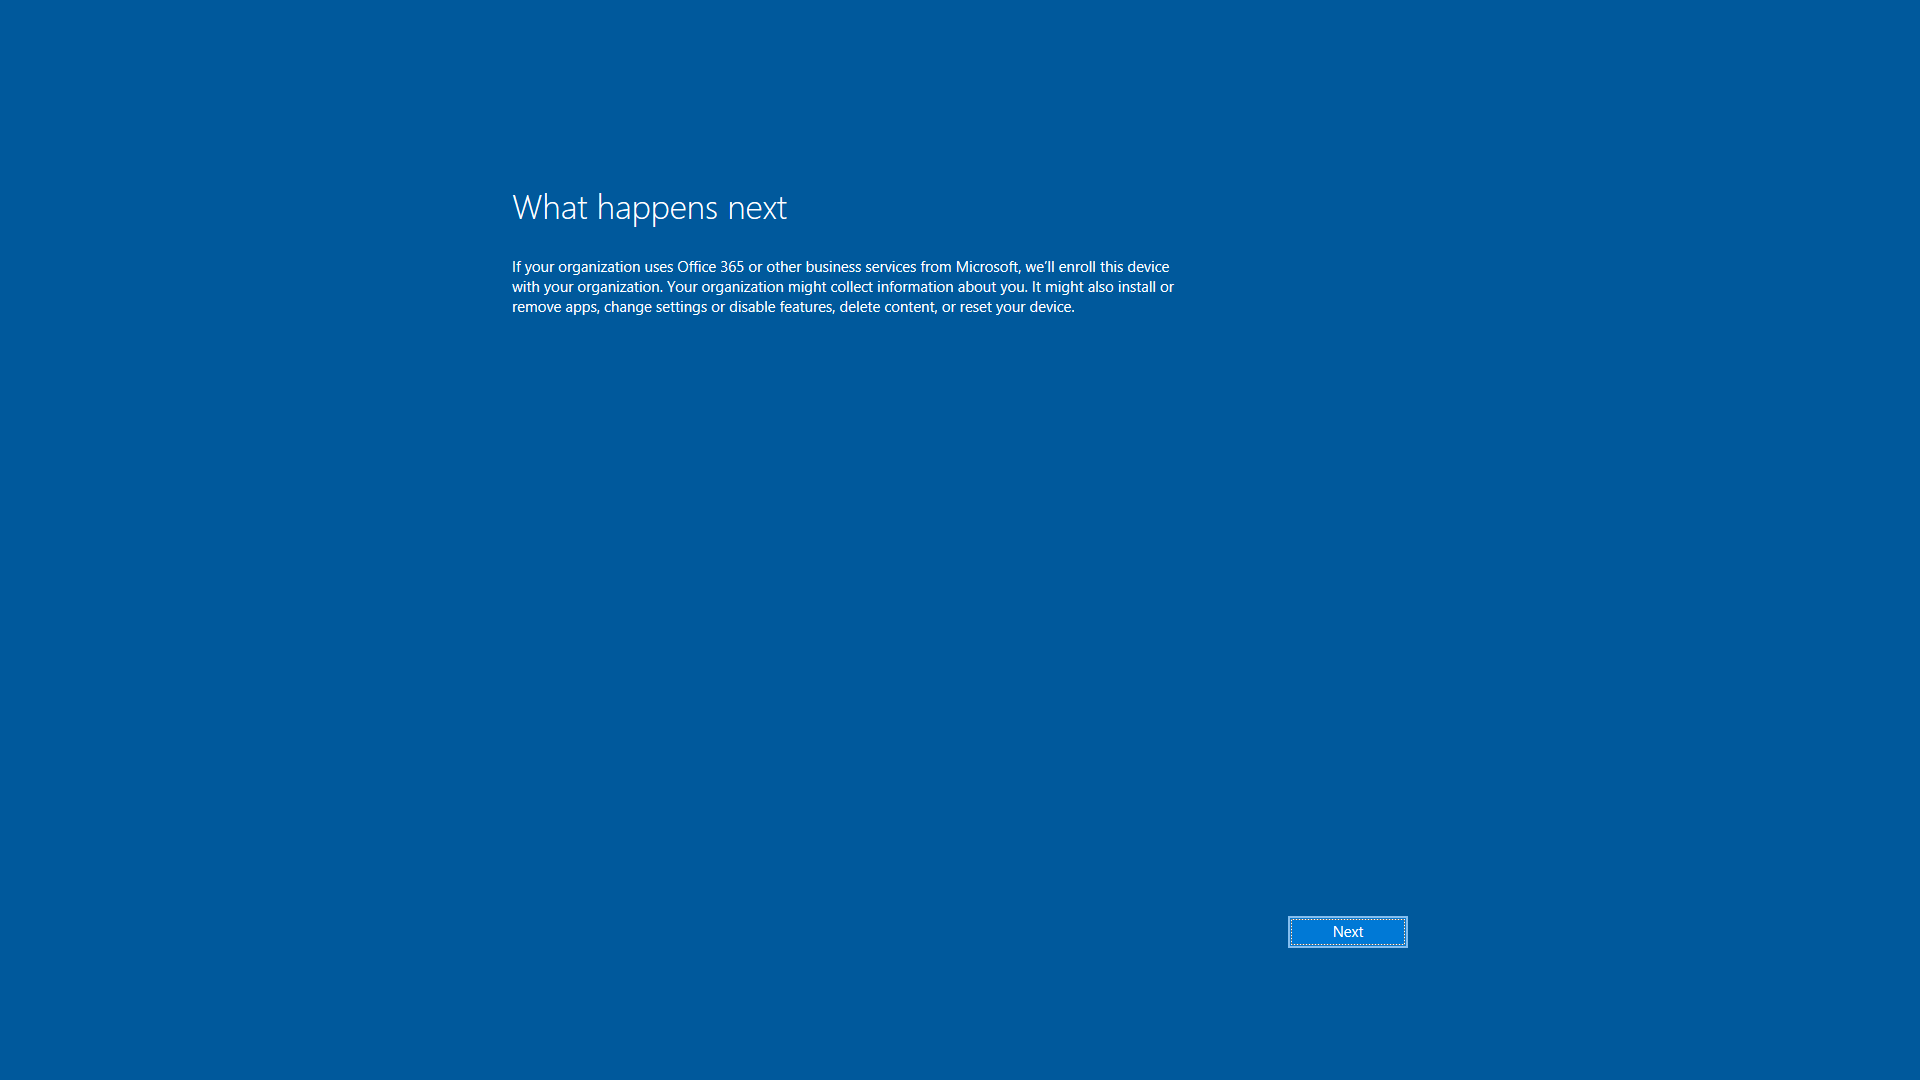 What happens next
If your organization uses Office 365 or other business services from Microsoft, we’ll enroll this device
with your organization. Your organization might collect information about you. It might also install or
remove apps, change settings or disable features, delete content, or reset your device.
Next